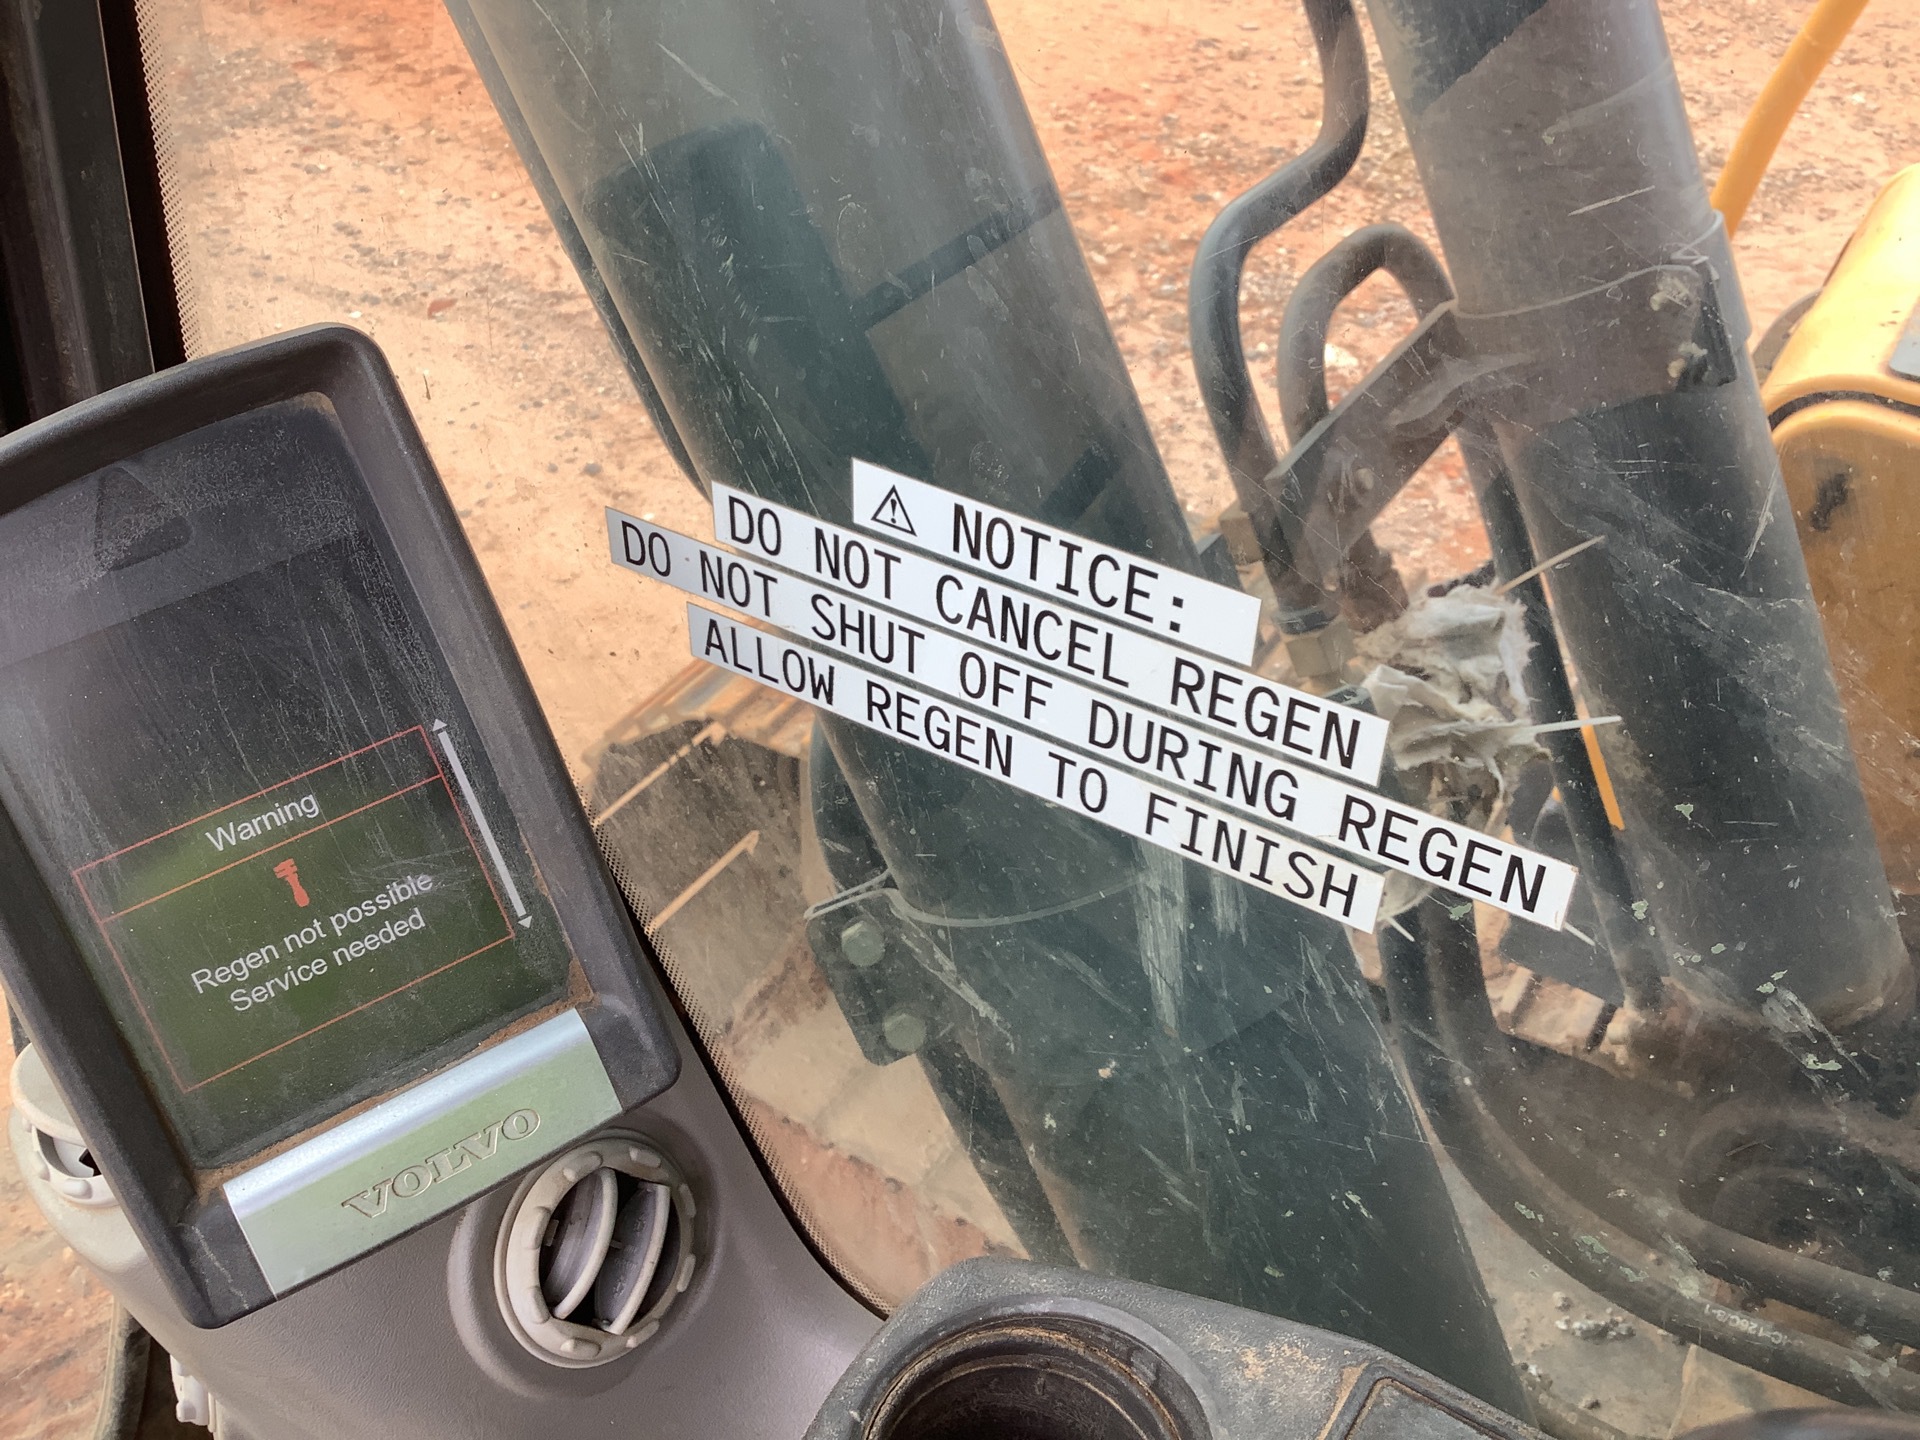 NOTICE:
DO NOT CANCEL REGEN
DO NOT SHUT OFF DURING REGEN
ALLOW REGEN TO FINISH
Warning
Regen not possible
Service needed
VOLVO